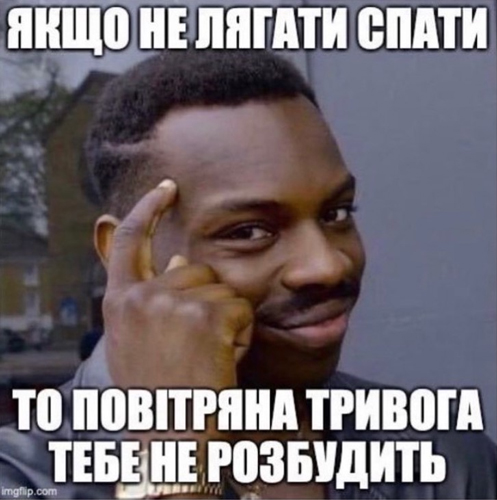 ЯКЩО НЕ ЛЯГАТИ СПАТИ
ТО ПОВІТРЯНА ТРИВОГА
ТЕБЕ НЕ РОЗБУДИТЬ
imgflip.com